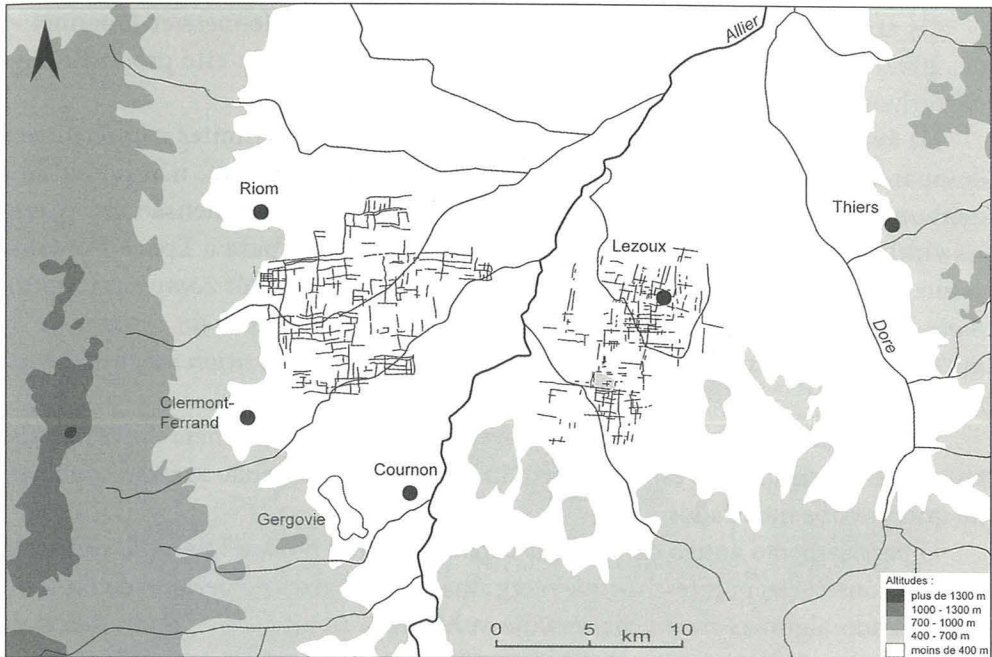 Allier
Riom
Thiers
Lezoux
Dore
Clermont-
Ferrand
Cournon
Gergovie
Altitudes :
plus de 1300 m
1000 - 1300 m
700 - 1000 m
400 - 700 m
moins de 400 m
0 5 10
km